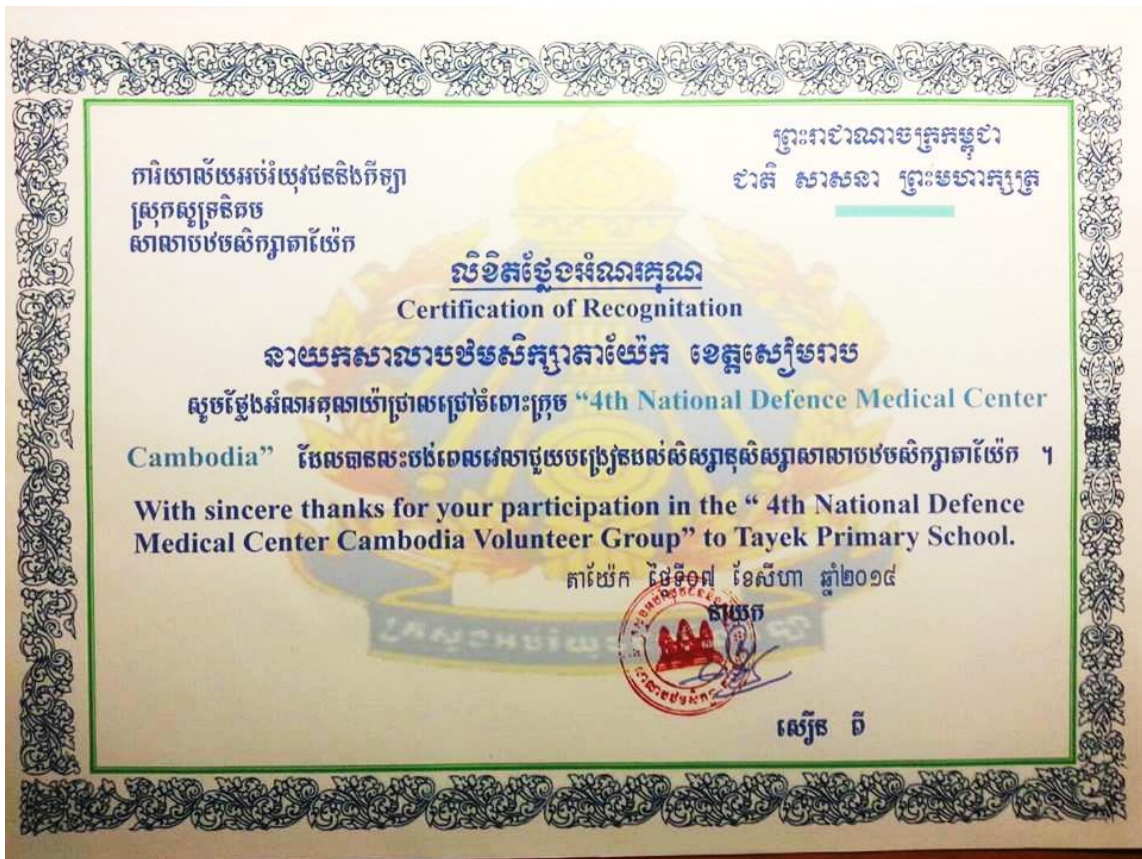 ព្រះរាជាណាចក្រកម្ពុជា
ជាតិ សាសនា ព្រះមហាក្សត្រ
ការិយាល័យអប់រំយុវជននិងកីឡា
ស្រុកសូទ្រនិគម
សាលាបឋមសិក្សាតាយ៉ែក
លិខិតថ្លែងអំណរគុណ
Certification of Recognitation
នាយកសាលាបឋមសិក្សាតាយ៉ែក ខេត្តសៀមរាប
សូមថ្លែងអំណរគុណយ៉ាជ្រាលជ្រៅចំពោះក្រុម “4th National Defence Medical Center
Cambodia” ដែលបានលះបង់ពេលវេលាជួយបង្រៀនដល់សិស្សានុសិស្សសាលាបឋមសិក្សាតាយ៉ែក ។
With sincere thanks for your participation in the “ 4th National Defence
Medical Center Cambodia Volunteer Group” to Tayek Primary School.
តាយ៉ែក ថ្ងៃទី០៧ ខែសីហា ឆ្នាំ២០១៤
នាយក
ស្បើន ពី